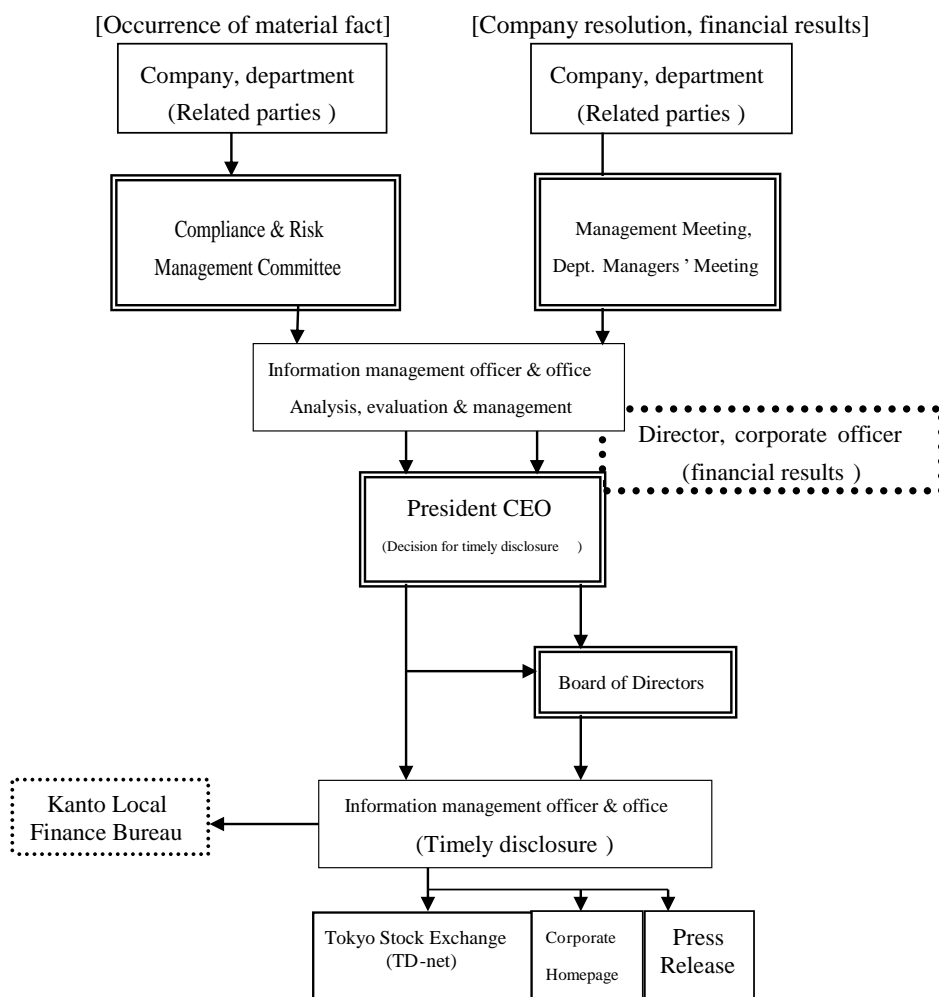 [Occurrence of material fact]
[Company resolution, financial results]
Company, department
(Related parties )
Company, department
(Related parties )
Compliance & Risk
Management Committee
Management Meeting,
Dept. Managers ' Meeting
Information management officer & office
Analysis, evaluation & management
Director, corporate officer
(financial results )
President CEO
(Decision for timely disclosure )
Board of Directors
Kanto Local
Finance Bureau
Information management officer & office
(Timely disclosure )
Tokyo Stock Exchange
(TD-net)
Corporate
Homepage
Press
Release